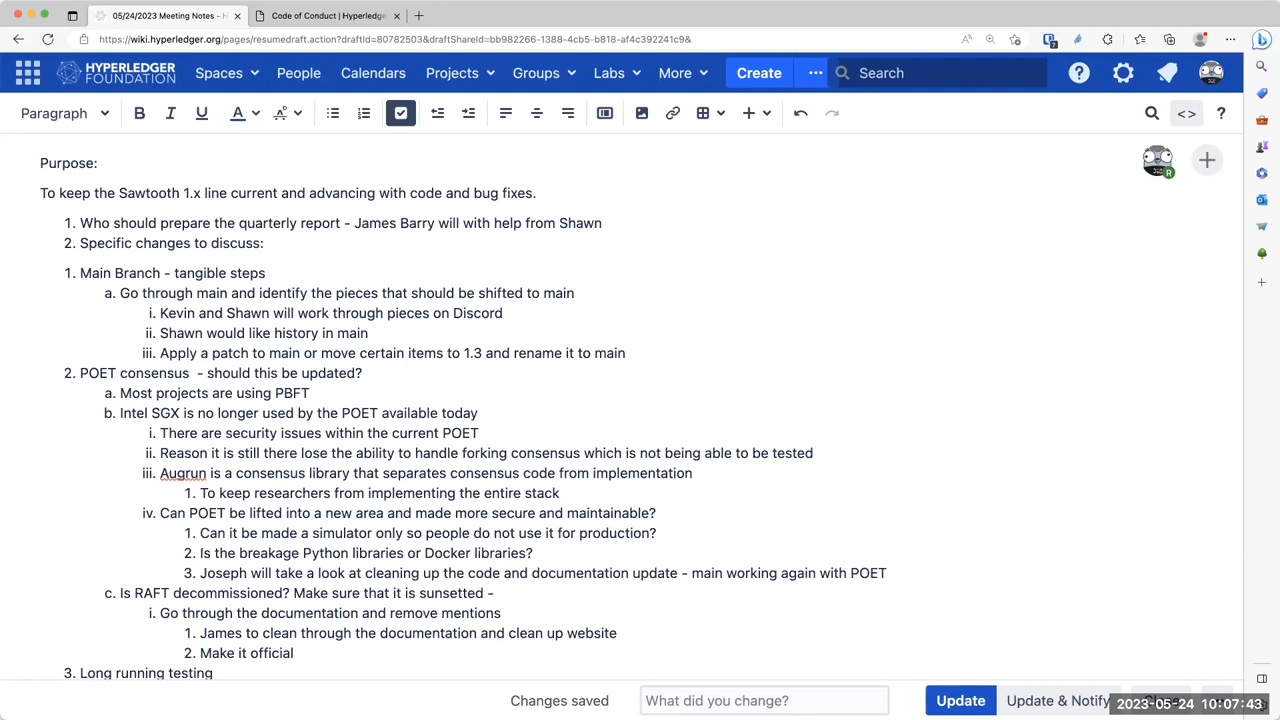 05/24/2023 Meeting Notes - H
Code of Conduct | Hyperledge
https://wiki.hyperledger.org/pages/resumedraft.action?draftId=80782503&draftShareId=bb982266-1388-4cb5-b818-af4c392241c9&
HYPERLEDGER FOUNDATION Spaces People Calendars Projects Groups Labs More Create ... Search
Paragraph B I U A
Purpose:
To keep the Sawtooth 1.x line current and advancing with code and bug fixes.
1. Who should prepare the quarterly report - James Barry will with help from Shawn
2. Specific changes to discuss:
1. Main Branch - tangible steps
a. Go through main and identify the pieces that should be shifted to main
i. Kevin and Shawn will work through pieces on Discord
ii. Shawn would like history in main
iii. Apply a patch to main or move certain items to 1.3 and rename it to main
2. POET consensus - should this be updated?
a. Most projects are using PBFT
b. Intel SGX is no longer used by the POET available today
i. There are security issues within the current POET
ii. Reason it is still there lose the ability to handle forking consensus which is not being able to be tested
iii. Augrun is a consensus library that separates consensus code from implementation
1. To keep researchers from implementing the entire stack
iv. Can POET be lifted into a new area and made more secure and maintainable?
1. Can it be made a simulator only so people do not use it for production?
2. Is the breakage Python libraries or Docker libraries?
3. Joseph will take a look at cleaning up the code and documentation update - main working again with POET
c. Is RAFT decommissioned? Make sure that it is sunsetted -
i. Go through the documentation and remove mentions
1. James to clean through the documentation and clean up website
2. Make it official
3. Long running testing
Changes saved What did you change? Update Update & Notify
2023-05-24 10:07:43